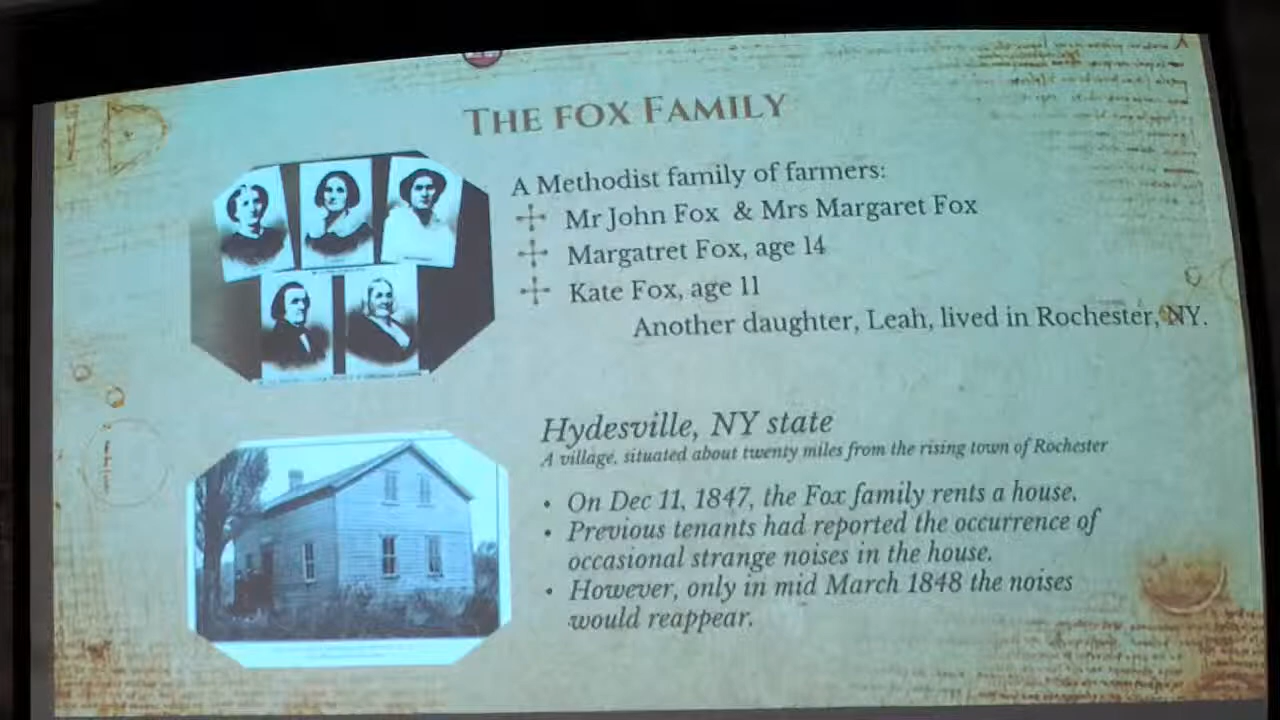 THE FOX FAMILY
A Methodist family of farmers:
Mr John Fox & Mrs Margaret Fox
Margatret Fox, age 14
Kate Fox, age 11
Another daughter, Leah, lived in Rochester, NY.
Hydesville, NY state
A village, situated about twenty miles from the rising town of Rochester
• On Dec 11, 1847, the Fox family rents a house.
• Previous tenants had reported the occurrence of
occasional strange noises in the house.
• However, only in mid March 1848 the noises
would reappear.